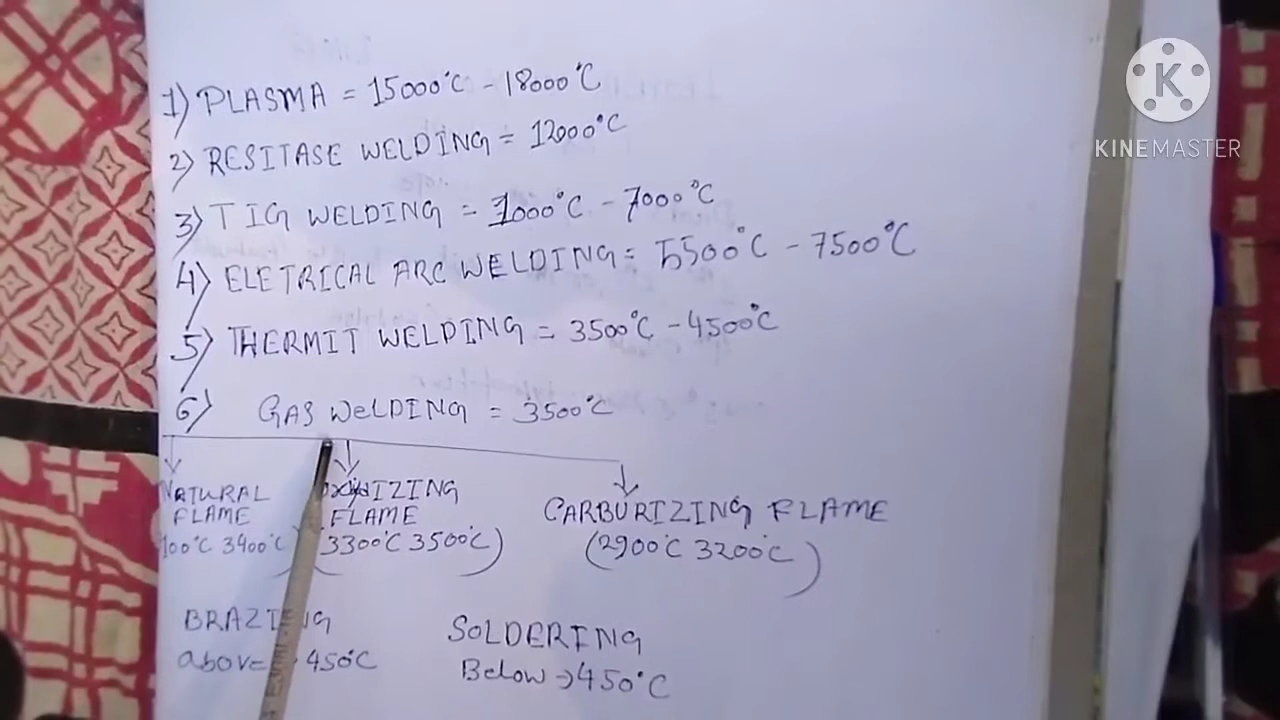 1) PLASMA = 15000°C - 18000°C
2) RESITASE WELDING = 12000°C
3) TIG WELDING = 1000°C - 7000°C
4) ELETRICAL ARC WELDING = 5500°C - 7500°C
5) THERMIT WELDING = 3500°C - 4500°C
6) GAS WELDING = 3500°C
NATURAL FLAME
100°C 3400°C)
FLAME
(3300°C 3500°C)
CARBURIZING FLAME
(2900°C 3200°C)
above 450°C
SOLDERING
Below → 450°C
K
KINEMASTER